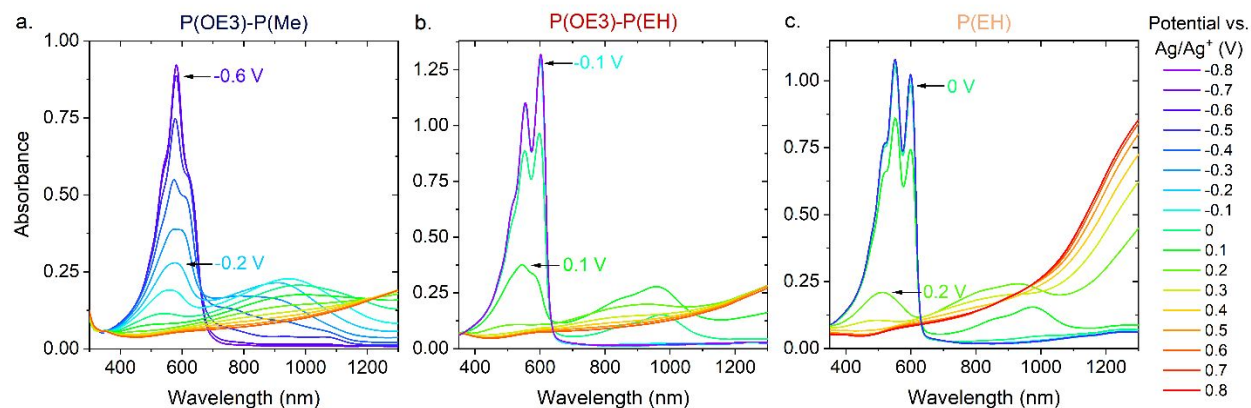 a. P(OE3)-P(Me)
b. P(OE3)-P(EH)
c. P(EH)
Potential vs.
Ag/Ag⁺ (V)
Absorbance
1.00
0.75
0.50
0.25
0.00
-0.6 V
-0.2 V
400 600 800 1000 1200
Wavelength (nm)
1.25
1.00
0.75
0.50
0.25
0.00
-0.1 V
0.1 V
400 600 800 1000 1200
Wavelength (nm)
1.00
0.75
0.50
0.25
0.00
0 V
0.2 V
400 600 800 1000 1200
Wavelength (nm)
-0.8
-0.7
-0.6
-0.5
-0.4
-0.3
-0.2
-0.1
0
0.1
0.2
0.3
0.4
0.5
0.6
0.7
0.8